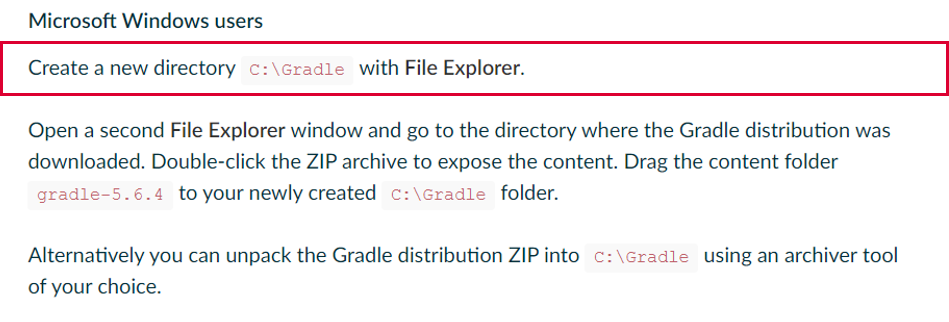 Microsoft Windows users
Create a new directory C:\Gradle with File Explorer.
Open a second File Explorer window and go to the directory where the Gradle distribution was
downloaded. Double-click the ZIP archive to expose the content. Drag the content folder
gradle-5.6.4 to your newly created C:\Gradle folder.
Alternatively you can unpack the Gradle distribution ZIP into C:\Gradle using an archiver tool
of your choice.